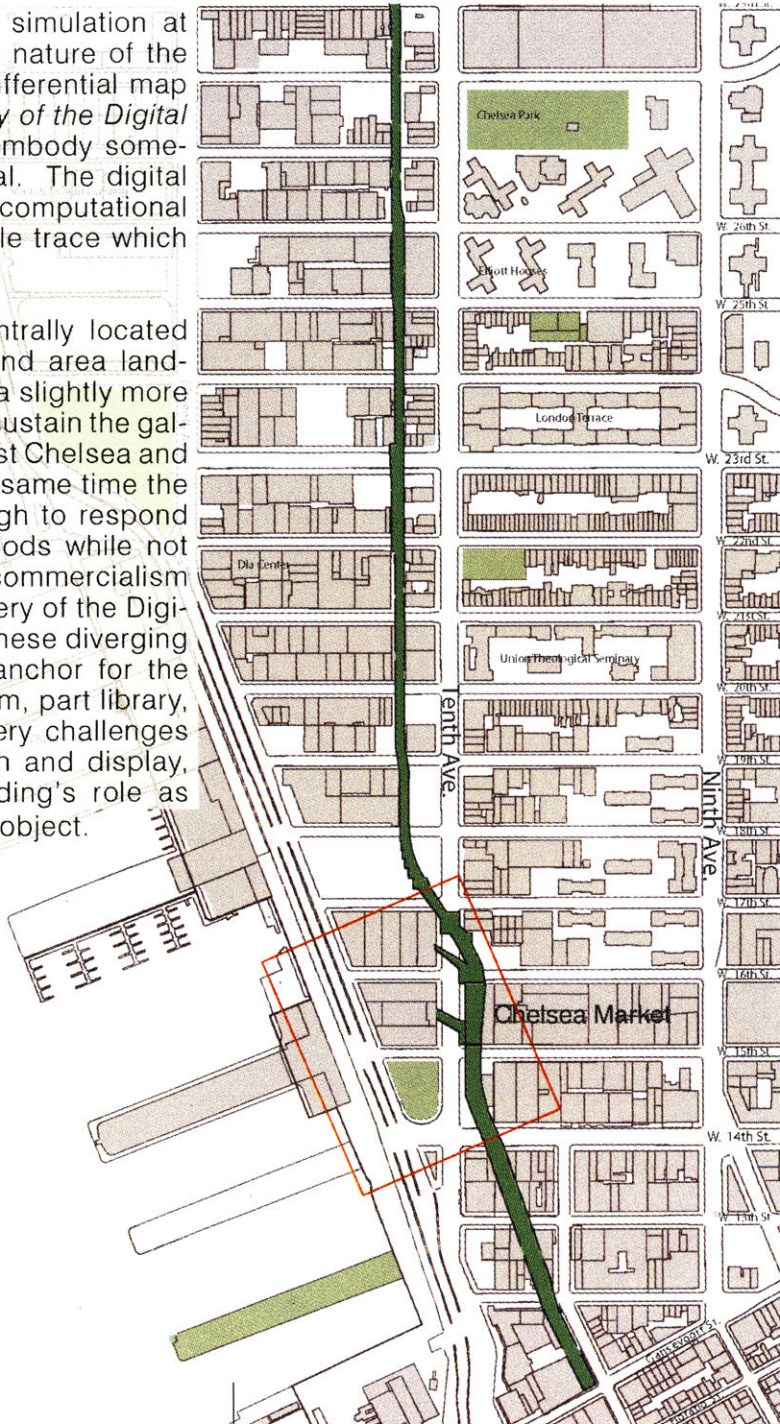 simulation at
nature of the
fferential map
y of the Digital
mbody some-
al. The digital
computational
le trace which
ntrally located
nd area land-
a slightly more
sustain the gal-
st Chelsea and
same time the
gh to respond
ods while not
commercialism
ery of the Digi-
hese diverging
anchor for the
m, part library,
ery challenges
n and display,
ding's role as
object.
Chelsea Park
W. 26th St.
Elliott Houses
W. 25th St.
London Terrace
W. 23rd St.
W. 22nd St.
Dia Center
W. 21st St.
Union Theological Seminary
W. 20th St.
Tenth Ave.
W. 19th St.
Ninth Ave.
W. 18th St.
W. 17th St.
W. 16th St.
Chelsea Market
W. 15th St.
W. 14th St.
W. 13th St.
Gansevoort St.